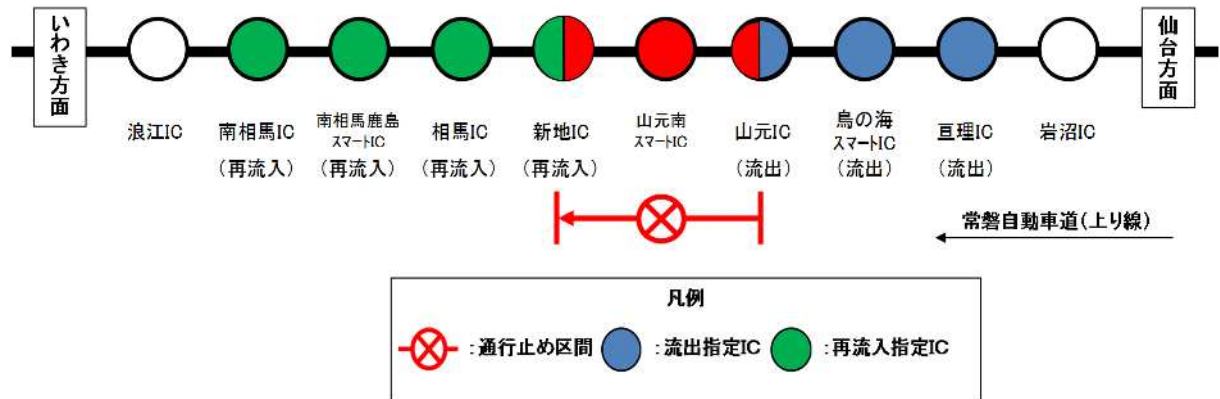 いわき方面
仙台方面
浪江IC
南相馬IC
(再流入)
南相馬鹿島
スマートIC
(再流入)
相馬IC
(再流入)
新地IC
(再流入)
山元南
スマートIC
山元IC
(流出)
鳥の海
スマートIC
(流出)
亘理IC
(流出)
岩沼IC
常磐自動車道(上り線)
凡例
:通行止め区間
:流出指定IC
:再流入指定IC